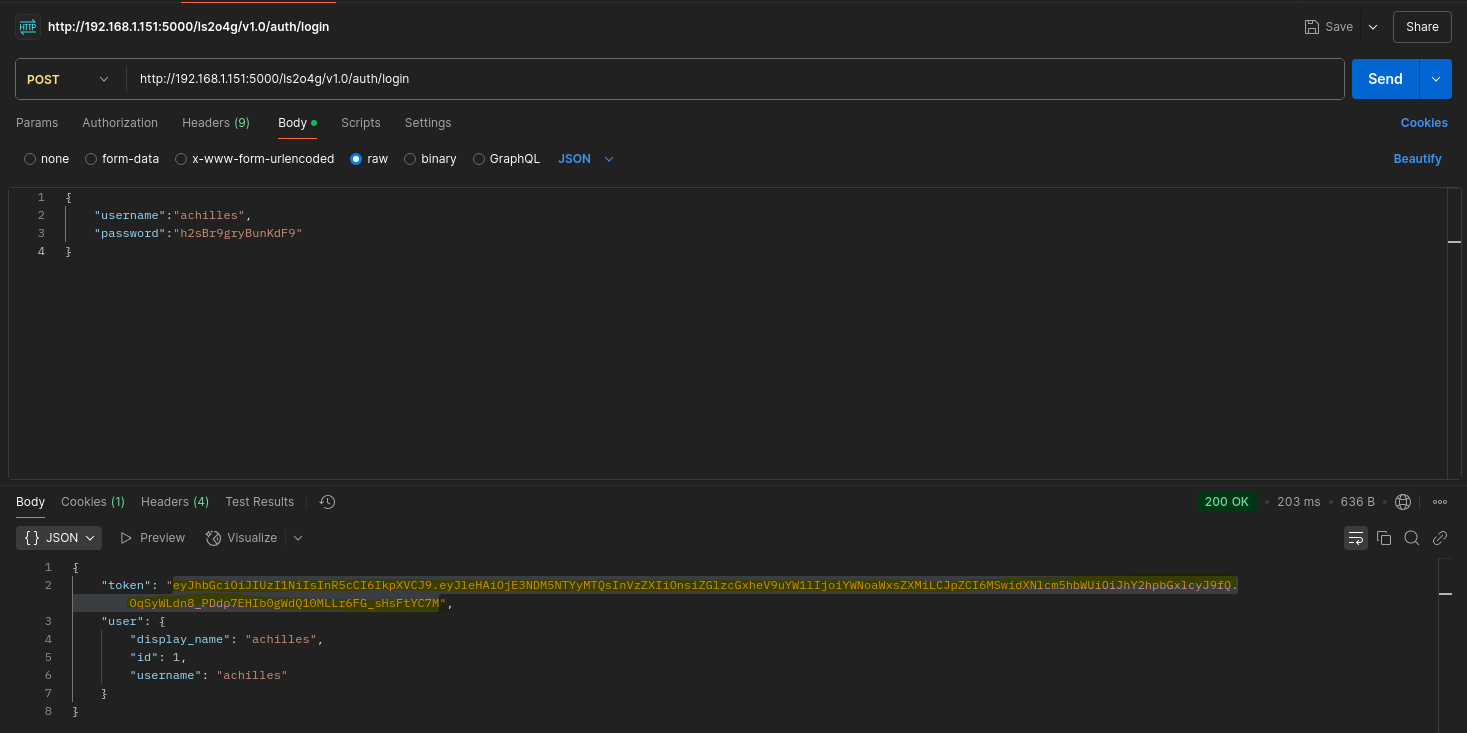 HTTP http://192.168.1.151:5000/ls2o4g/v1.0/auth/login Save Share
POST http://192.168.1.151:5000/ls2o4g/v1.0/auth/login Send
Params Authorization Headers (9) Body Scripts Settings Cookies
none form-data x-www-form-urlencoded raw binary GraphQL JSON Beautify
1 {
2 "username":"achilles",
3 "password":"h2sBr9gryBunKdF9"
4 }
Body Cookies (1) Headers (4) Test Results 200 OK • 203 ms • 636 B •
{} JSON Preview Visualize
1 {
2 "token": "eyJhbGciOiJIUzI1NiIsInR5cCI6IkpXVCJ9.eyJleHAiOjE3NDM5NTYyMTQsInVzZXIiOnsiZGlzcGxheV9uYW1lIjoiYWNoaWxsZXMiLCJpZCI6MSwidXNlcm5hbWUiOiJhY2hpbGxlcyJ9fQ.
OqSyWLdn8_PDdp7EHIb0gWdQ10MLLr6FG_sHsFtYC7M",
3 "user": {
4 "display_name": "achilles",
5 "id": 1,
6 "username": "achilles"
7 }
8 }